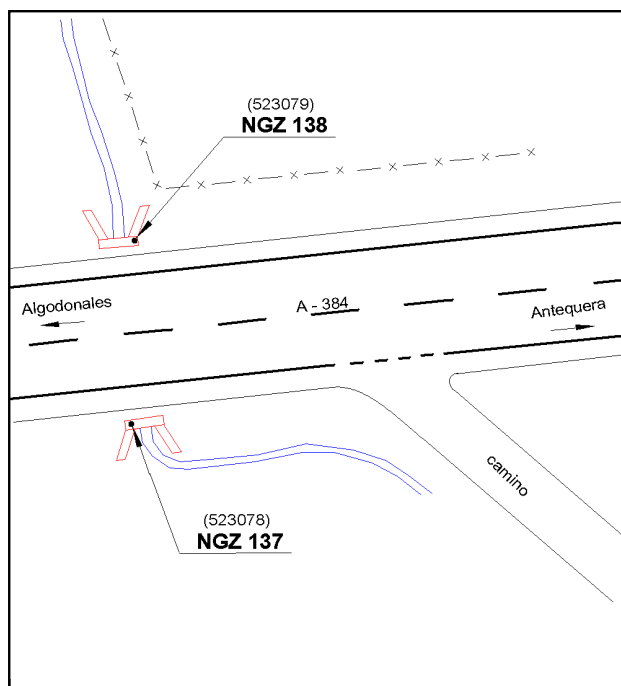 (523079)
NGZ 138
Algodonales
A - 384
Antequera
camino
(523078)
NGZ 137